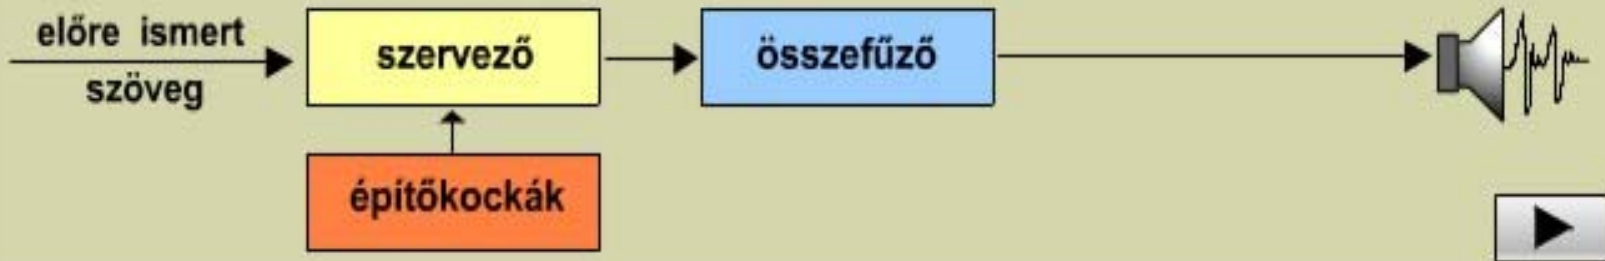 előre ismert
szöveg
szervező
összefűző
építőkockák